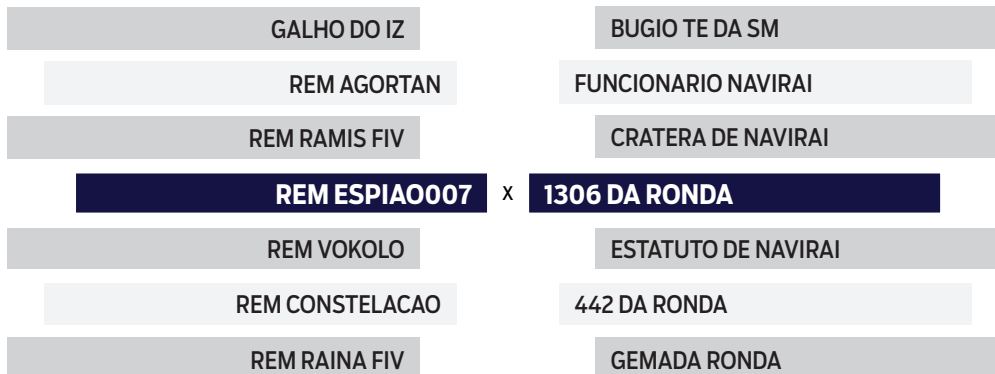 GALHO DO IZ
BUGIO TE DA SM
REM AGORTAN
FUNCIONARIO NAVIRAI
REM RAMIS FIV
CRATERA DE NAVIRAI
REM ESPIAO007 X 1306 DA RONDA
REM VOKOLO
ESTATUTO DE NAVIRAI
REM CONSTELACAO
442 DA RONDA
REM RAINA FIV
GEMADA RONDA